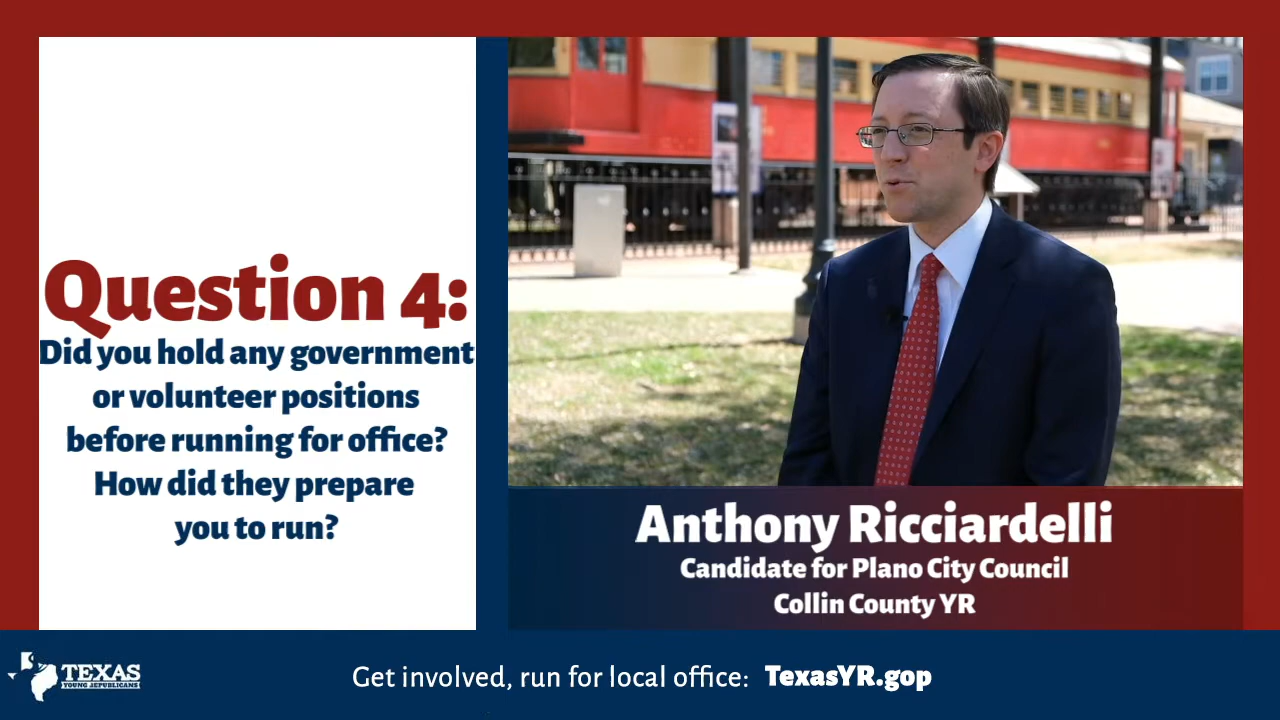 Question 4:
Did you hold any government
or volunteer positions
before running for office?
How did they prepare
you to run?
Anthony Ricciardelli
Candidate for Plano City Council
Collin County YR
TEXAS
YOUNG REPUBLICANS
Get involved, run for local office: TexasYR.gop